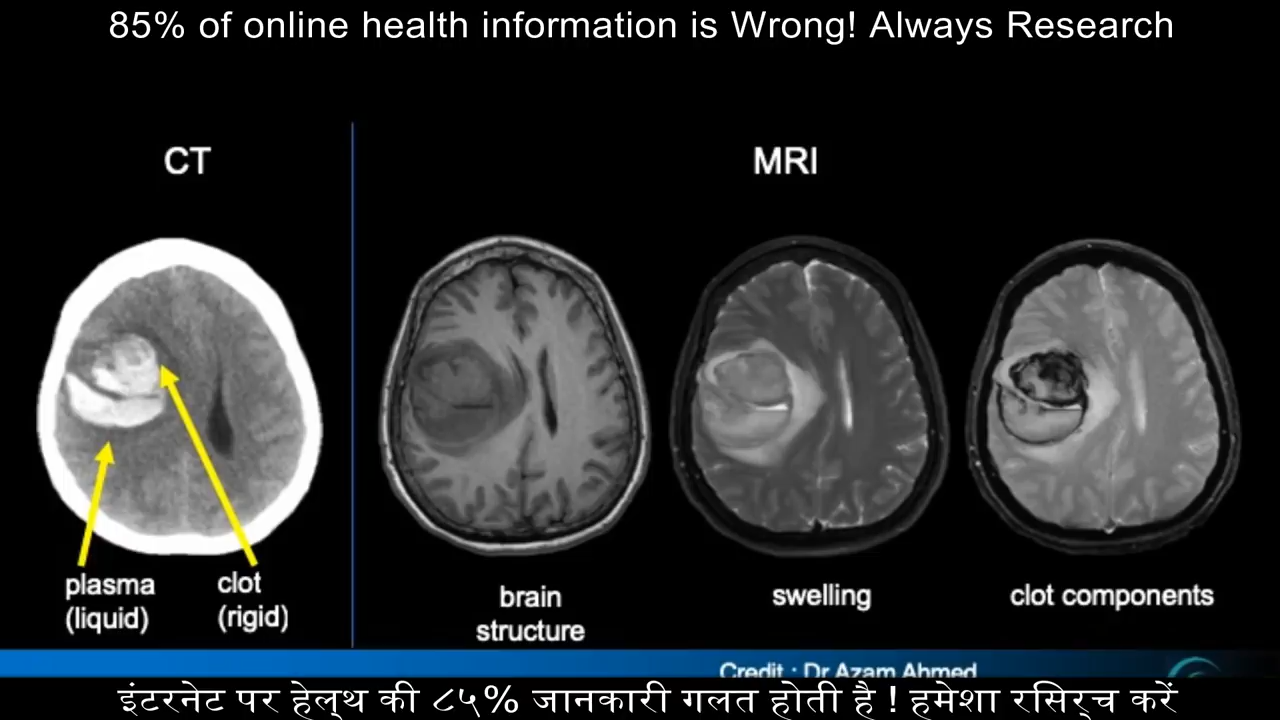 85% of online health information is Wrong! Always Research
CT
MRI
plasma
(liquid)
clot
(rigid)
brain
structure
swelling
clot components
Credit : Dr Azam Ahmed
इंटरनेट पर हेल्थ की ८५% जानकारी गलत होती है ! हमेशा रिसर्च करें